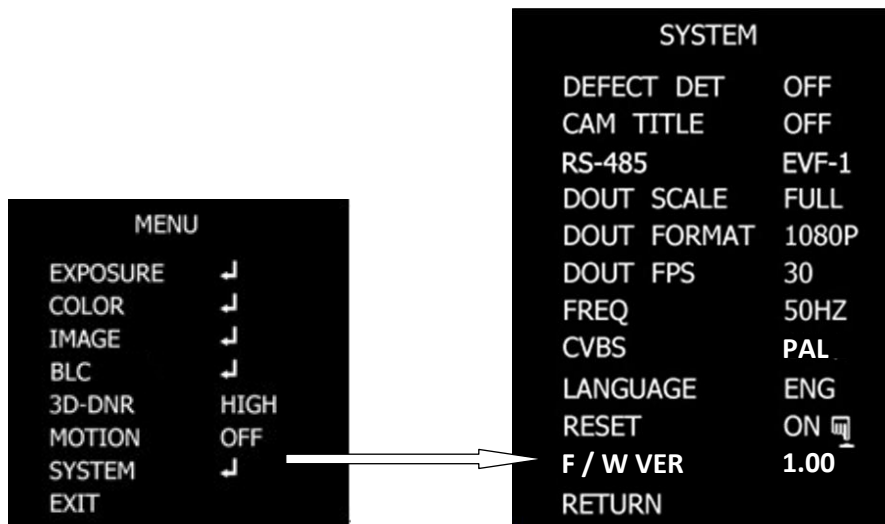 MENU
EXPOSURE ↲
COLOR ↲
IMAGE ↲
BLC ↲
3D-DNR HIGH
MOTION OFF
SYSTEM ↲
EXIT
SYSTEM
DEFECT DET OFF
CAM TITLE OFF
RS-485 EVF-1
DOUT SCALE FULL
DOUT FORMAT 1080P
DOUT FPS 30
FREQ 50HZ
CVBS PAL
LANGUAGE ENG
RESET ON
F / W VER 1.00
RETURN